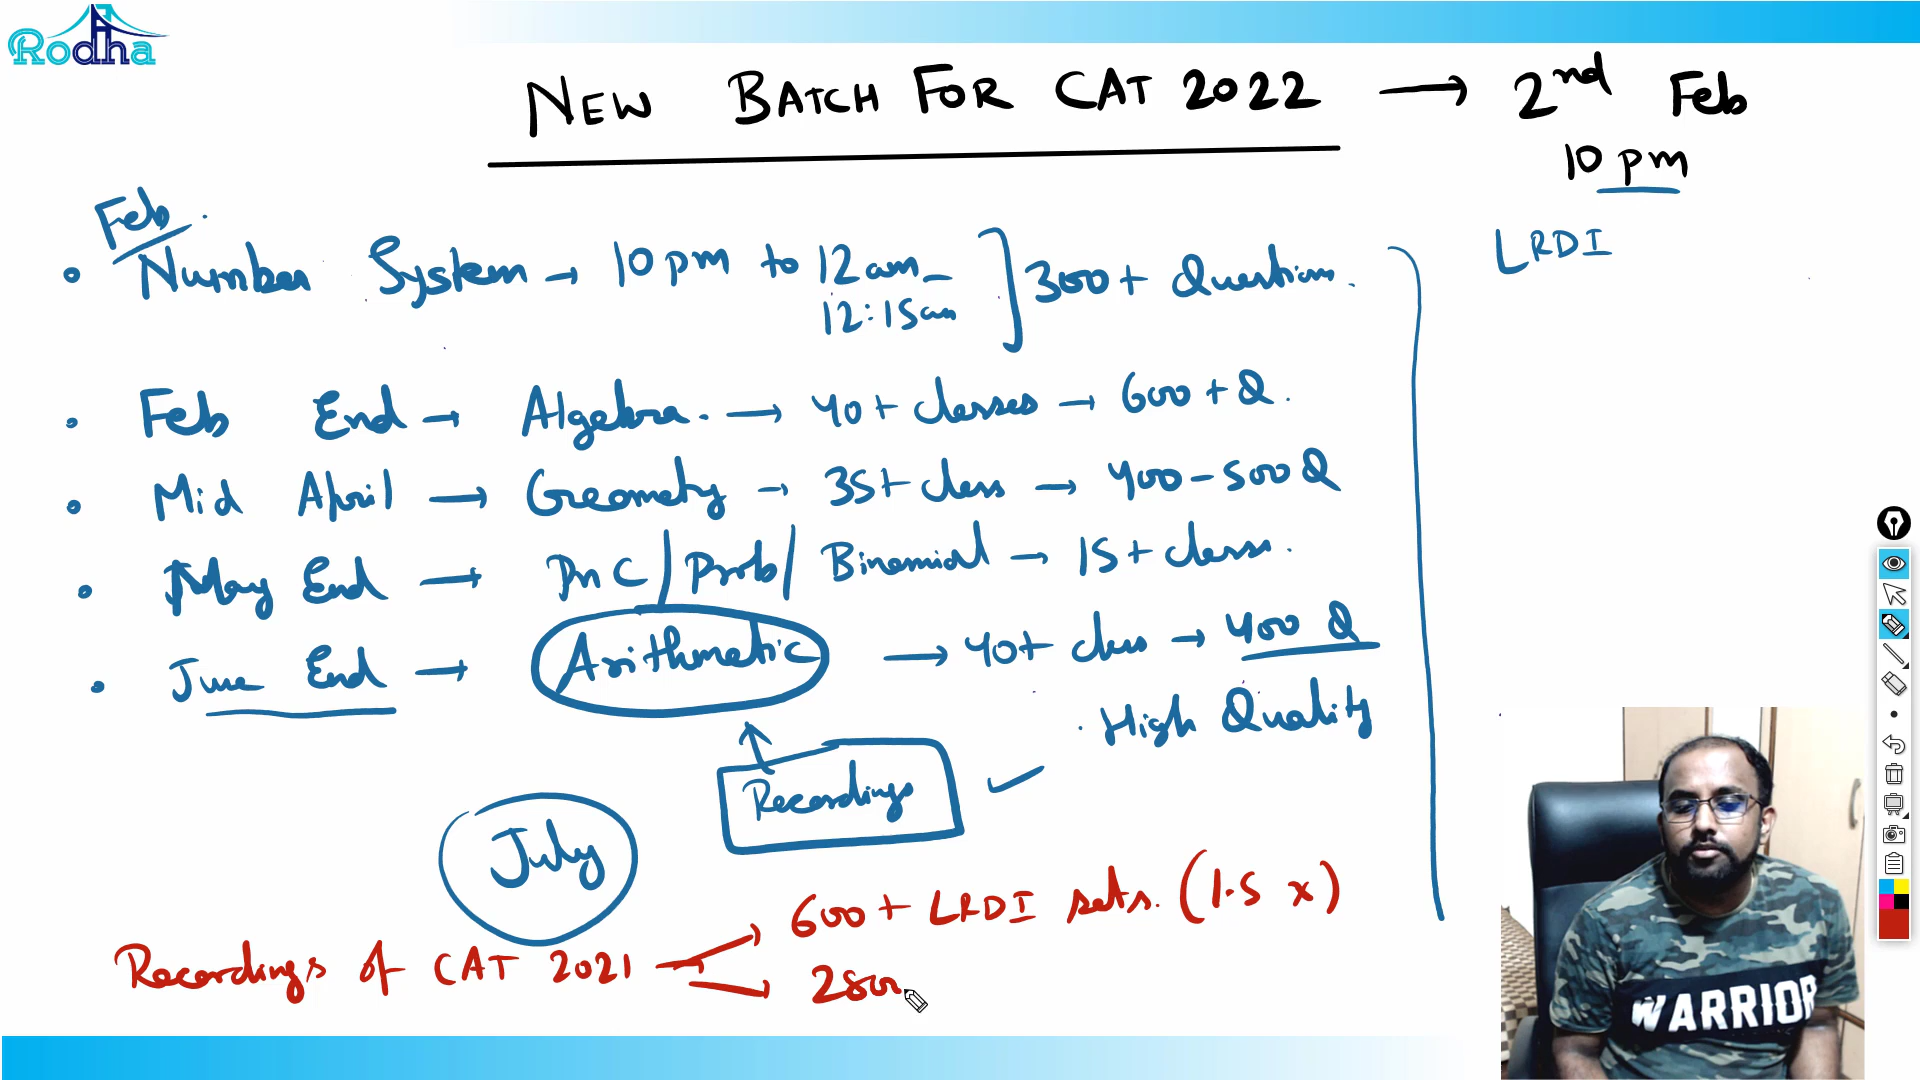 Rodha
NEW BATCH FOR CAT 2022 → 2nd Feb
10 pm
Feb.
• Number System → 10 pm to 12 am
12:15am
300+ Questions.
LRDI
• Feb End → Algebra. → 40+ classes → 600+ Q.
• Mid April → Geometry → 35+ class → 400-500 Q
• May End → PnC/Prob/Binomial → 15+ class.
• June End → Arithmetic → 40+ class → 400 Q
• High Quality
Recordings ✓
July
Recordings of CAT 2021 → 600+ LRDI sets. (1.5 x)
→ 2800
WARRIOR